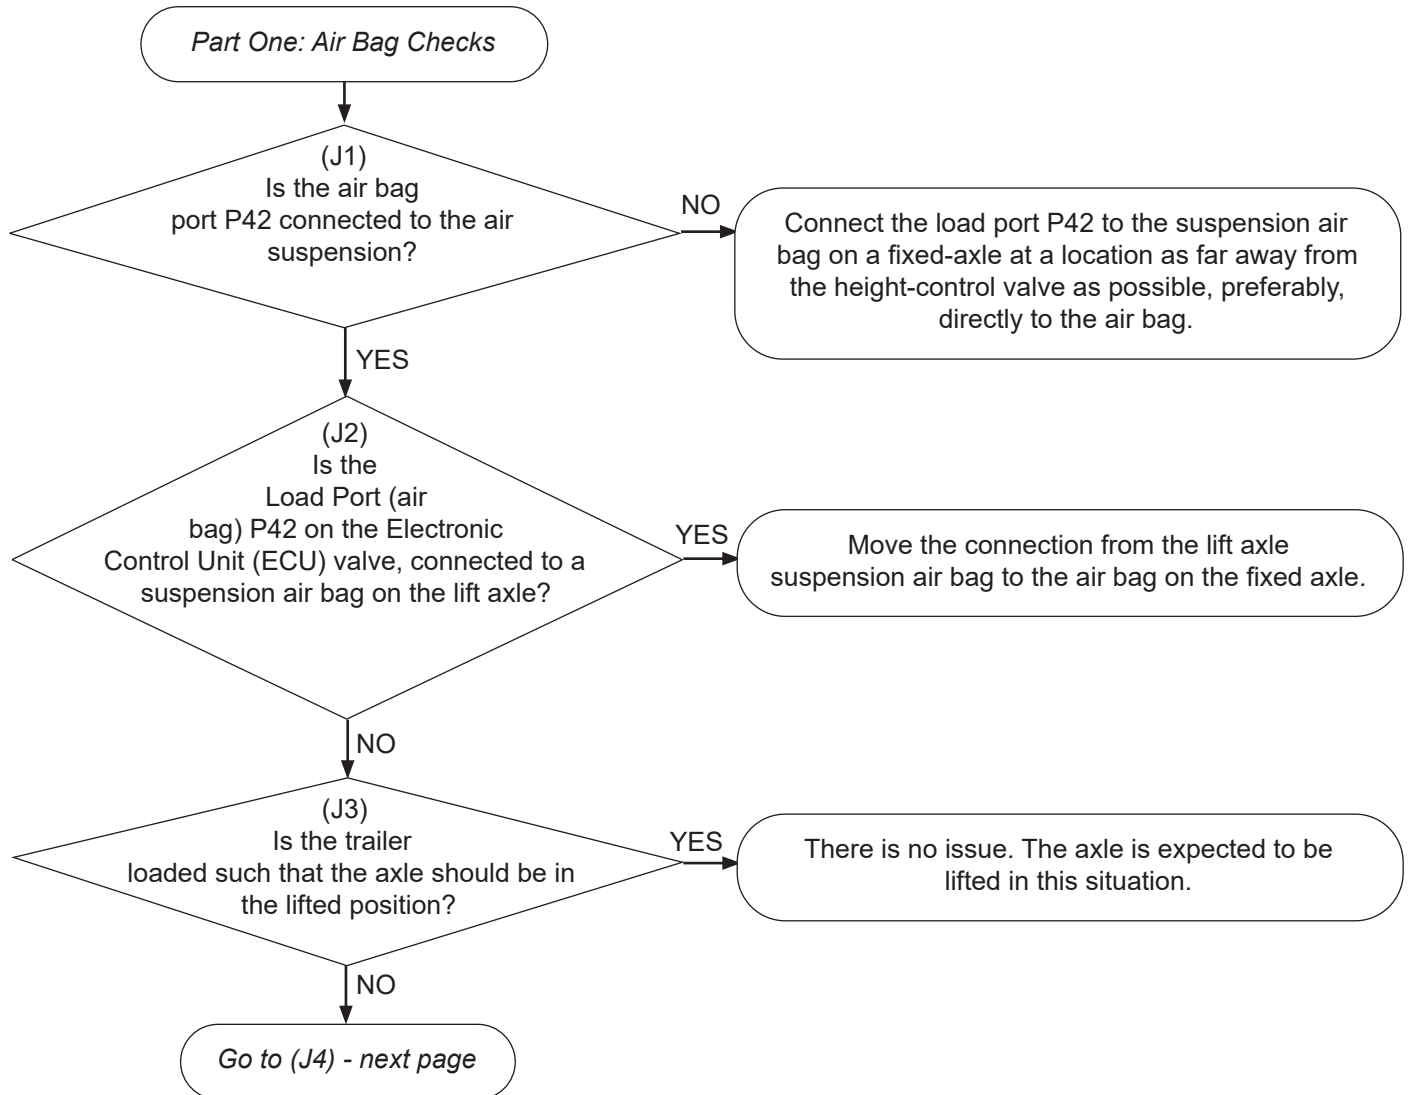 Part One: Air Bag Checks
(J1)
Is the air bag
port P42 connected to the air
suspension?
NO
Connect the load port P42 to the suspension air
bag on a fixed-axle at a location as far away from
the height-control valve as possible, preferably,
directly to the air bag.
YES
(J2)
Is the
Load Port (air
bag) P42 on the Electronic
Control Unit (ECU) valve, connected to a
suspension air bag on the lift axle?
YES
Move the connection from the lift axle
suspension air bag to the air bag on the fixed axle.
NO
(J3)
Is the trailer
loaded such that the axle should be in
the lifted position?
YES
There is no issue. The axle is expected to be
lifted in this situation.
NO
Go to (J4) - next page